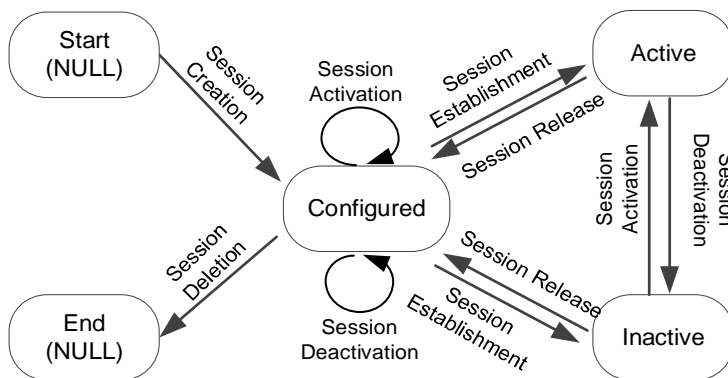 Start
(NULL)
Session
Creation
Session
Activation
Session
Establishment
Session Release
Active
Session
Activation
Session
Deactivation
Configured
Session
Deletion
Session
Deactivation
Session Release
Session
Establishment
End
(NULL)
Inactive